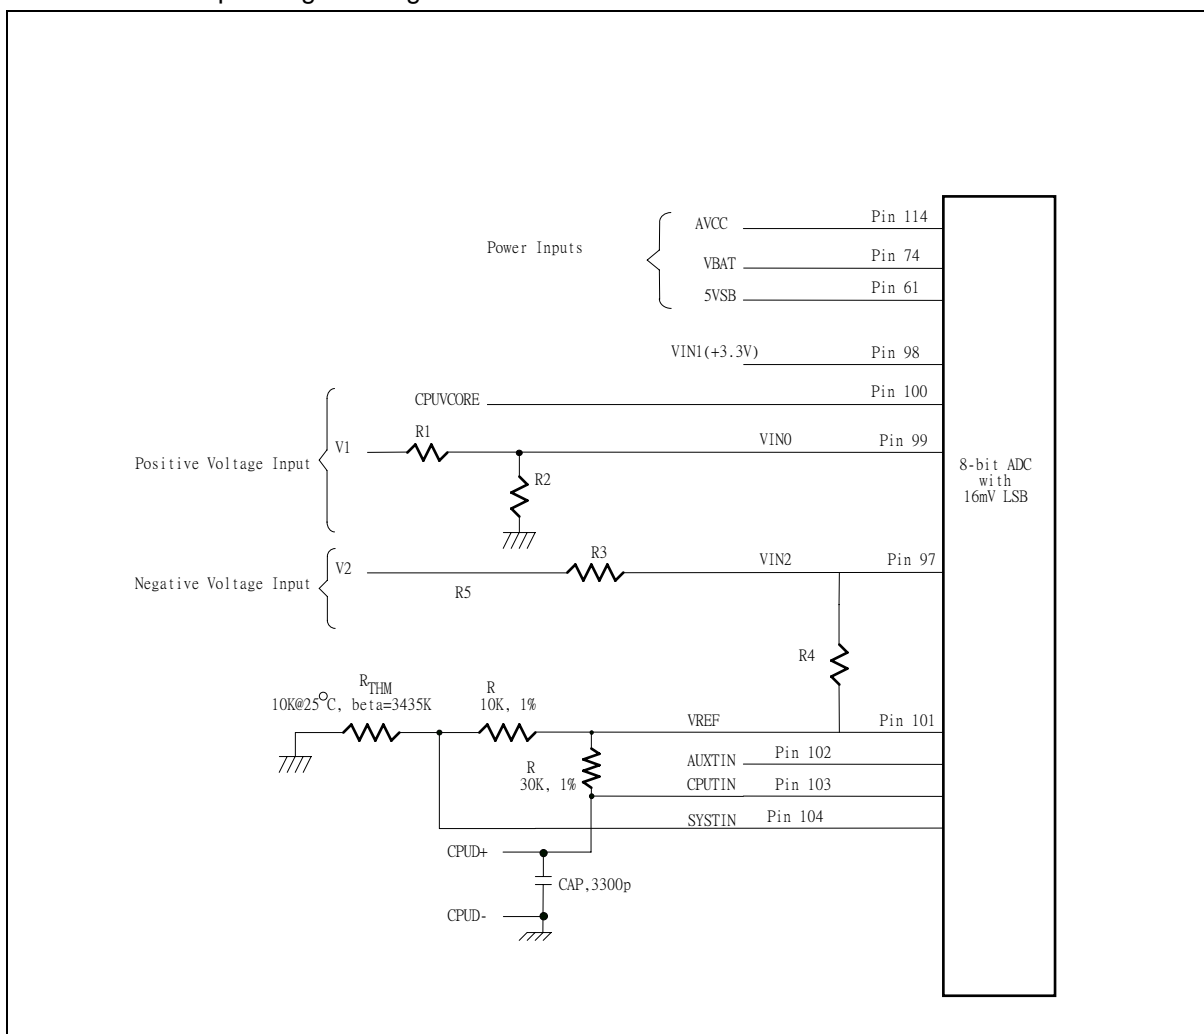 AVCC
Pin 114
Power Inputs
VBAT
Pin 74
5VSB
Pin 61
VIN1(+3.3V)
Pin 98
CPUVCORE
Pin 100
R1
V1
VIN0
Pin 99
Positive Voltage Input
R2
8-bit ADC
with
16mV LSB
R3
V2
VIN2
Pin 97
Negative Voltage Input
R5
R4
RTHM
10K@25°C, beta=3435K
R
10K, 1%
VREF
Pin 101
AUXTIN
Pin 102
R
30K, 1%
CPUTIN
Pin 103
SYSTIN
Pin 104
CPUD+
CAP,3300p
CPUD-